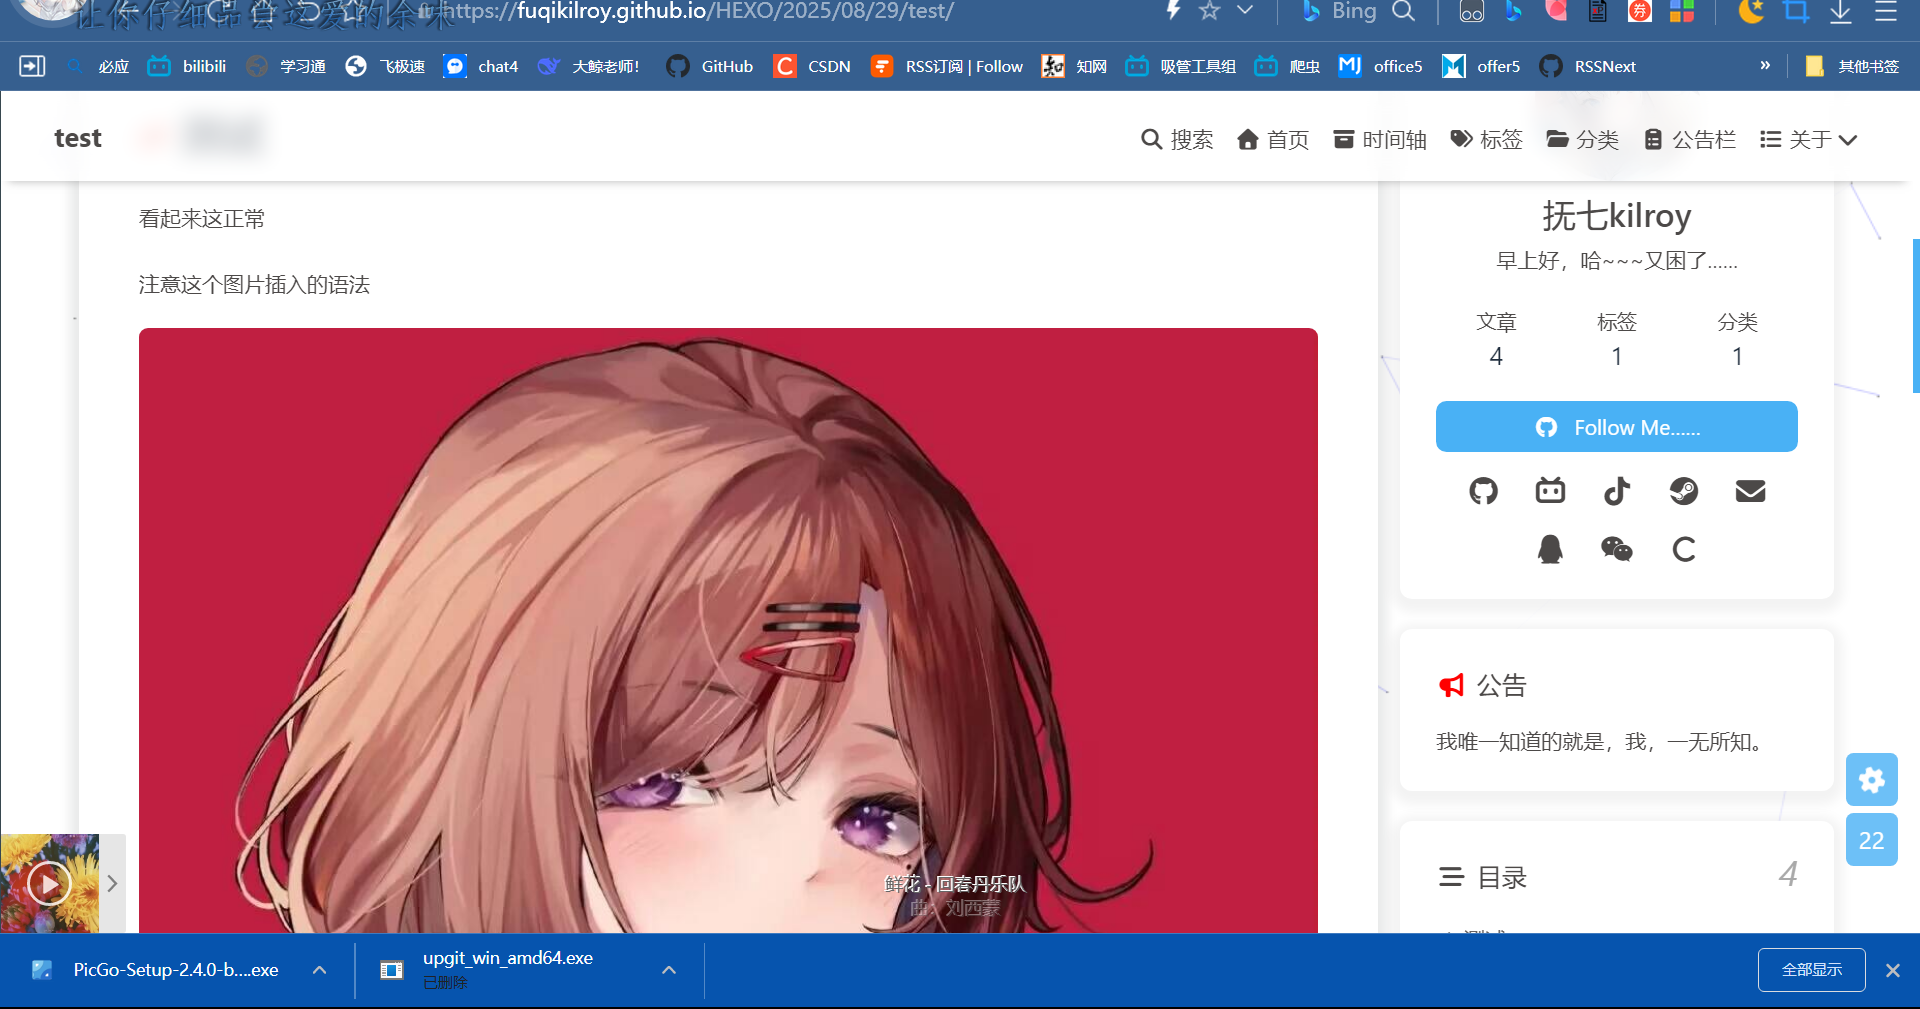 让你仔细品尝这爱的余味
https://fuqikilroy.github.io/HEXO/2025/08/29/test/
Bing
券
必应 bilibili 学习通 飞极速 chat4 大鲸老师！ GitHub CSDN RSS订阅 | Follow 知网 吸管工具组 爬虫 office5 offer5 RSSNext » 其他书签
test
搜索 首页 时间轴 标签 分类 公告栏 关于
看起来这正常
注意这个图片插入的语法
抚七kilroy
早上好，哈~~~又困了……
文章 标签 分类
4 1 1
Follow Me……
公告
我唯一知道的就是，我，一无所知。
22
目录 4
鲜花 - 回春丹乐队
曲：刘西蒙
PicGo-Setup-2.4.0-b....exe
upgit_win_amd64.exe
已删除
全部显示